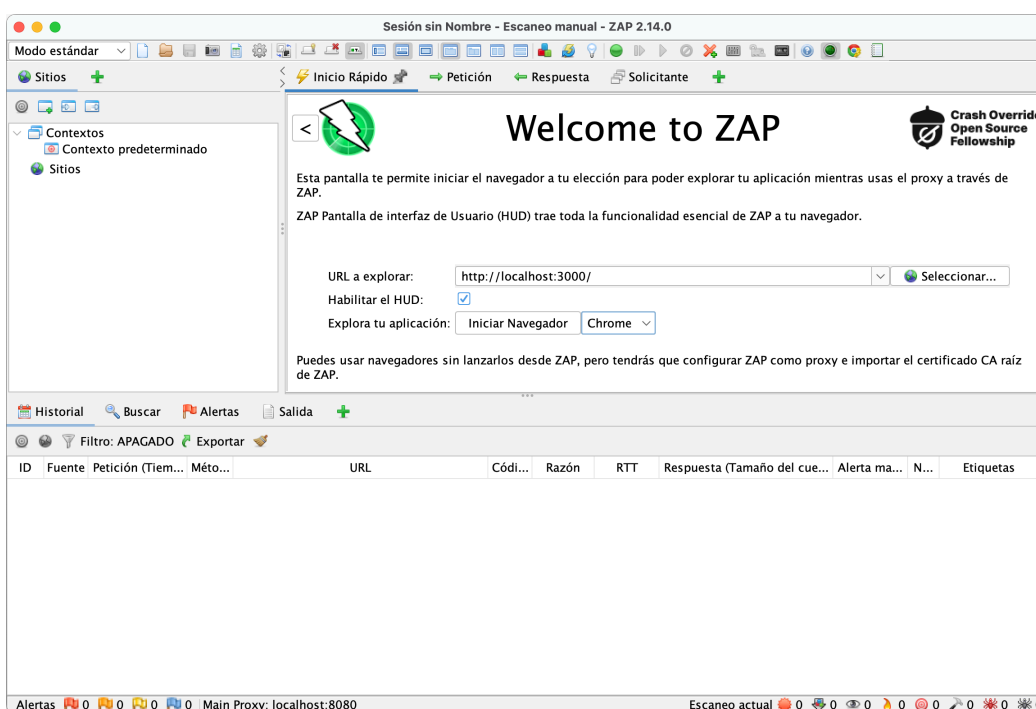 Sesión sin Nombre - Escaneo manual - ZAP 2.14.0
Modo estándar
Sitios
Inicio Rápido
Petición
Respuesta
Solicitante
Contextos
Contexto predeterminado
Sitios
<
Welcome to ZAP
Crash Override
Open Source
Fellowship
Esta pantalla te permite iniciar el navegador a tu elección para poder explorar tu aplicación mientras usas el proxy a través de
ZAP.
ZAP Pantalla de interfaz de Usuario (HUD) trae toda la funcionalidad esencial de ZAP a tu navegador.
URL a explorar: http://localhost:3000/ Seleccionar...
Habilitar el HUD:
Explora tu aplicación: Iniciar Navegador Chrome
Puedes usar navegadores sin lanzarlos desde ZAP, pero tendrás que configurar ZAP como proxy e importar el certificado CA raíz
de ZAP.
Historial Buscar Alertas Salida
Filtro: APAGADO Exportar
ID Fuente Petición (Tiem... Méto... URL Códi... Razón RTT Respuesta (Tamaño del cue... Alerta ma... N... Etiquetas
Alertas 0 0 0 0 Main Proxy: localhost:8080 Escaneo actual 0 0 0 0 0 0 0